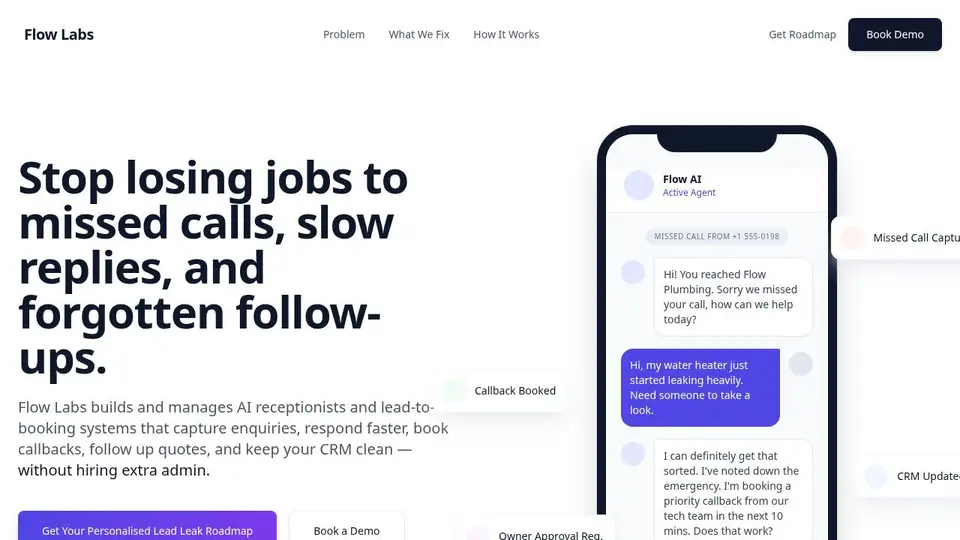 Flow Labs
Problem
What We Fix
How It Works
Get Roadmap
Book Demo
Stop losing jobs to
missed calls, slow
replies, and
forgotten follow-
ups.
Flow Labs builds and manages AI receptionists and lead-to-
booking systems that capture enquiries, respond faster, book
callbacks, follow up quotes, and keep your CRM clean —
without hiring extra admin.
Get Your Personalised Lead Leak Roadmap
Book a Demo
Flow AI
Active Agent
MISSED CALL FROM +1 555-0198
Hi! You reached Flow
Plumbing. Sorry we missed
your call, how can we help
today?
Hi, my water heater just
started leaking heavily.
Need someone to take a
look.
I can definitely get that
sorted. I've noted down the
emergency. I'm booking a
priority callback from our
tech team in the next 10
mins. Does that work?
Missed Call Captu
Callback Booked
CRM Updated
Owner Approval Req.